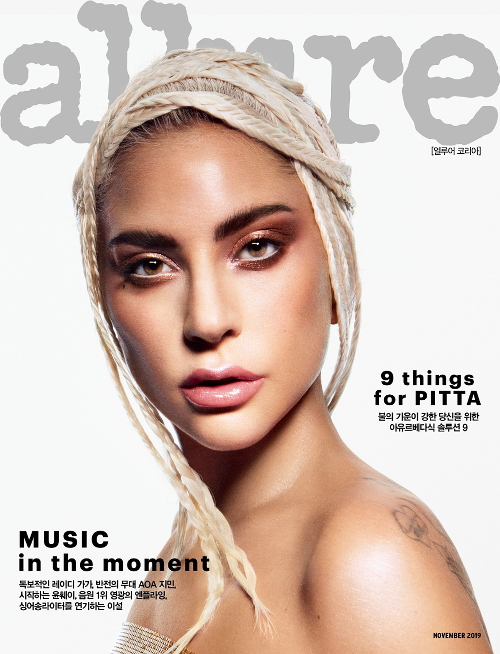 allure
[얼루어 코리아]
9 things
for PITTA
불의 기운이 강한 당신을 위한
아유르베다식 솔루션 9
MUSIC
in the moment
독보적인 레이디 가가, 반전의 무대 AOA 지민,
시작하는 윤훼이, 음원 1위 영광의 엔플라잉,
싱어송라이터를 연기하는 이설
NOVEMBER 2019